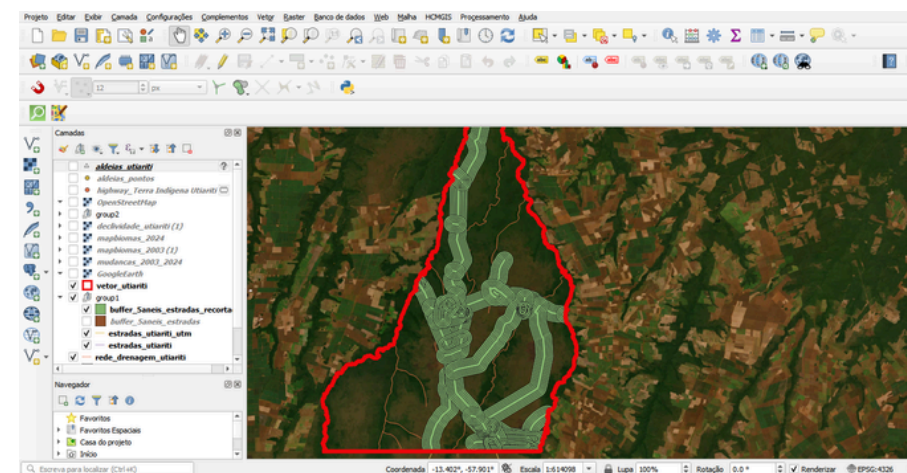 Projeto Editar Exibir Camada Configurações Complementos Vetor Raster Banco de dados Web Malha HCMGIS Processamento Ajuda
12 px
Camadas
aldeias_utiariti ?
aldeias_pontos
highway_Terra Indígena Utiariti
OpenStreetMap
group2
declividade_utiariti (1)
mapbiomas_2024
mapbiomas_2003 (1)
mudancas_2003_2024
GoogleEarth
vetor_utiariti
group1
buffer_5aneis_estradas_recorta
buffer_5aneis_estradas
estradas_utiariti_utm
estradas_utiariti
rede_drenagem_utiariti
Navegador
Favoritos
Favoritos Espaciais
Casa do projeto
Início
Escreva para localizar (Ctrl+K) Coordenada -13.402°, -57.901° Escala 1:614098 Lupa 100% Rotação 0.0 ° Renderizar EPSG:4326